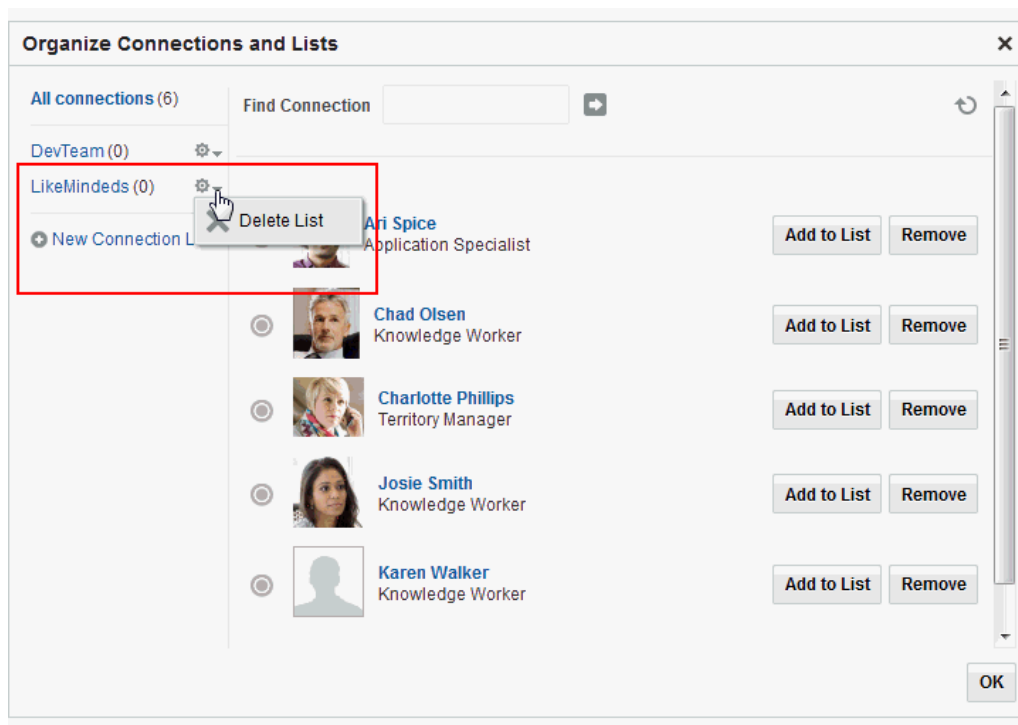 Organize Connections and Lists
All connections (6)
Find Connection
DevTeam (0)
LikeMindeds (0)
Delete List
New Connection L
Ari Spice
Application Specialist
Add to List Remove
Chad Olsen
Knowledge Worker
Add to List Remove
Charlotte Phillips
Territory Manager
Add to List Remove
Josie Smith
Knowledge Worker
Add to List Remove
Karen Walker
Knowledge Worker
Add to List Remove
OK